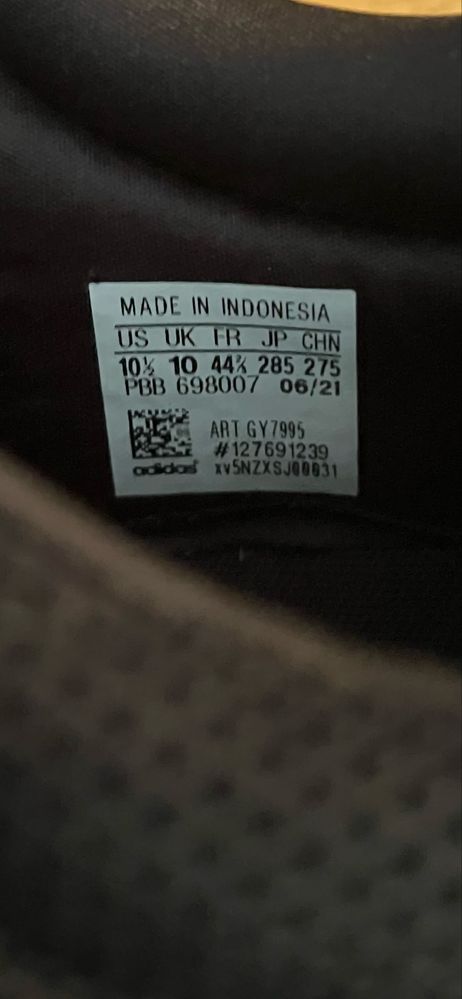 MADE IN INDONESIA
US UK FR JP CHN
10½ 10 44⅔ 285 275
PBB 698007 06/21
ART GY7995
#127691239
adidas xv5NZXSJ00031